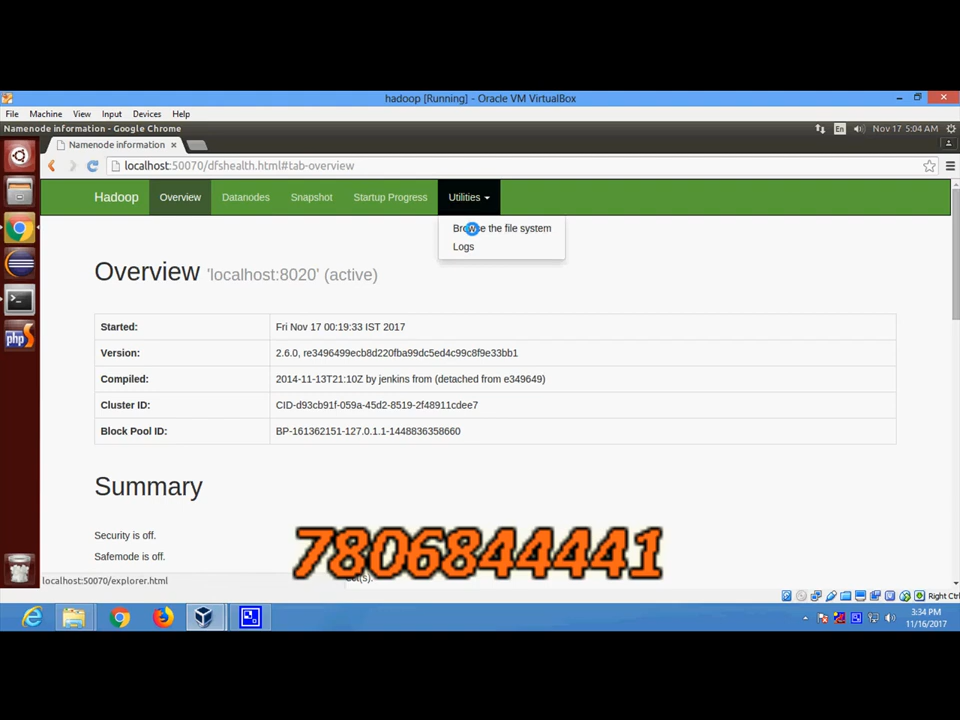 hadoop [Running] - Oracle VM VirtualBox
File Machine View Input Devices Help
Namenode information - Google Chrome
En Nov 17 5:04 AM
Namenode information ×
localhost:50070/dfshealth.html#tab-overview
Hadoop Overview Datanodes Snapshot Startup Progress Utilities
Browse the file system
Logs
Overview 'localhost:8020' (active)
Started: Fri Nov 17 00:19:33 IST 2017
Version: 2.6.0, re3496499ecb8d220fba99dc5ed4c99c8f9e33bb1
Compiled: 2014-11-13T21:10Z by jenkins from (detached from e349649)
Cluster ID: CID-d93cb91f-059a-45d2-8519-2f48911cdee7
Block Pool ID: BP-161362151-127.0.1.1-1448836358660
Summary
Security is off.
Safemode is off.
7806844441
localhost:50070/explorer.html
php
Right Ctrl
3:34 PM
11/16/2017